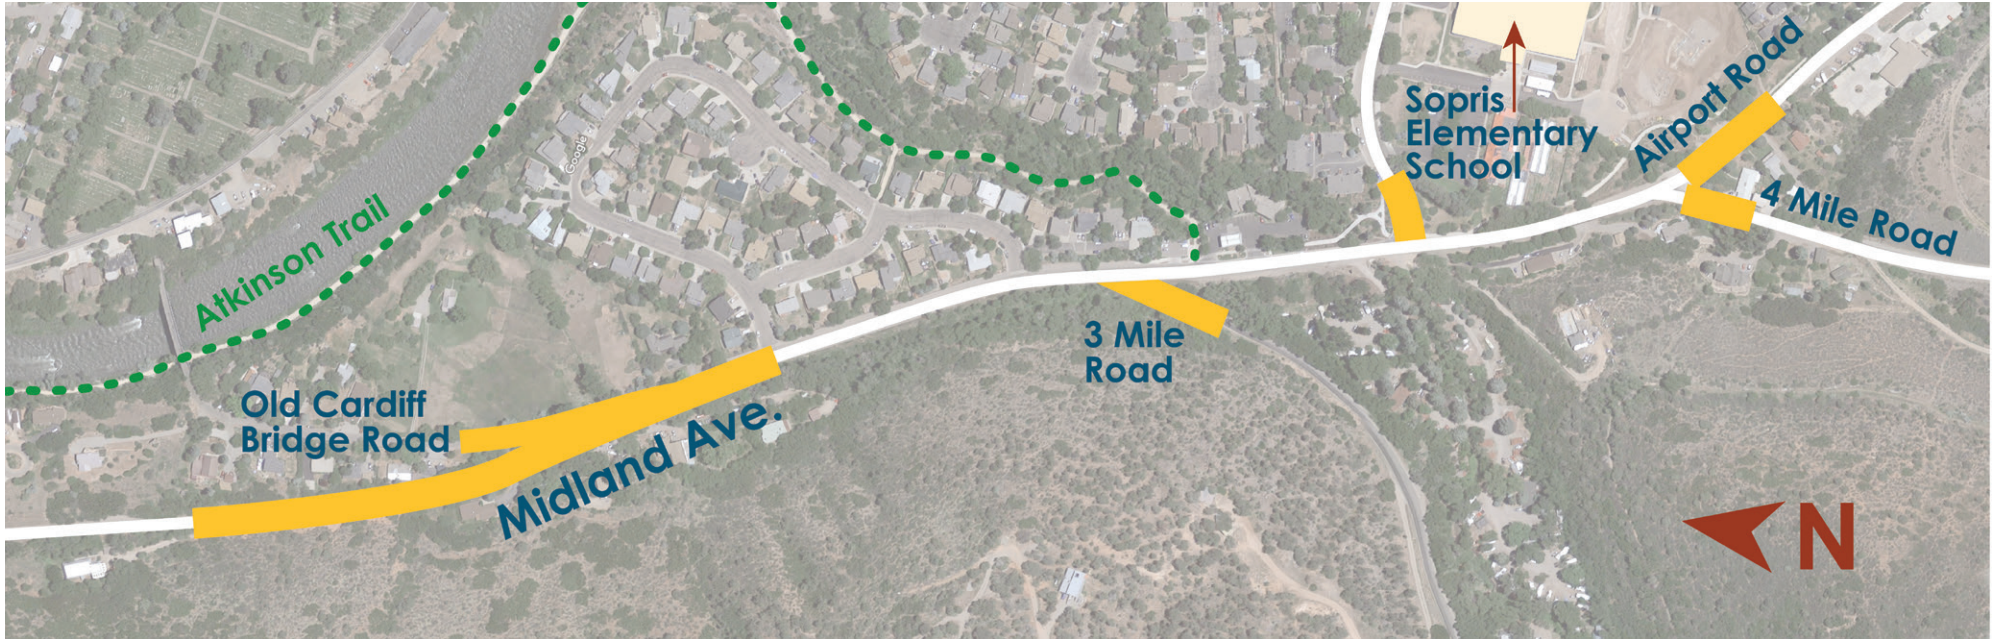 Atkinson Trail
Google
Sopris
Elementary
School
Airport Road
4 Mile Road
3 Mile
Road
Old Cardiff
Bridge Road
Midland Ave.
N